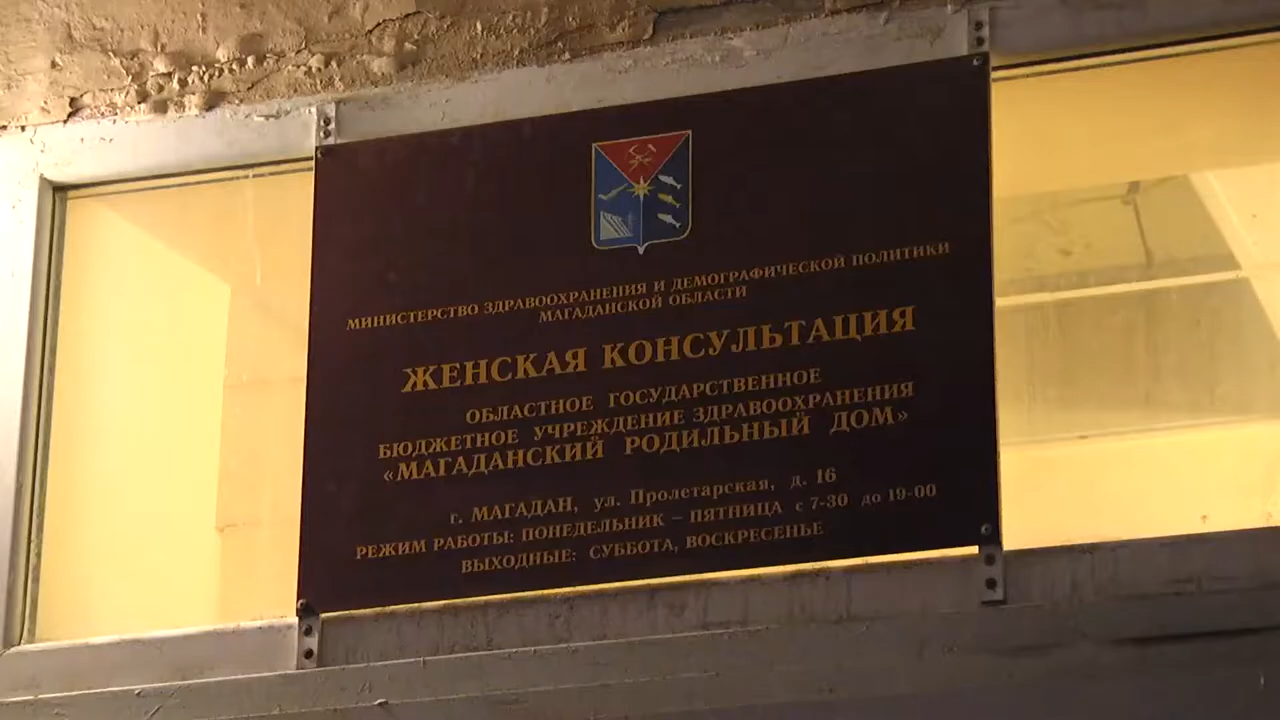 МИНИСТЕРСТВО ЗДРАВООХРАНЕНИЯ И ДЕМОГРАФИЧЕСКОЙ ПОЛИТИКИ
МАГАДАНСКОЙ ОБЛАСТИ
ЖЕНСКАЯ КОНСУЛЬТАЦИЯ
ОБЛАСТНОЕ ГОСУДАРСТВЕННОЕ
БЮДЖЕТНОЕ УЧРЕЖДЕНИЕ ЗДРАВООХРАНЕНИЯ
«МАГАДАНСКИЙ РОДИЛЬНЫЙ ДОМ»
г. МАГАДАН, ул. Пролетарская, д. 16
РЕЖИМ РАБОТЫ: ПОНЕДЕЛЬНИК – ПЯТНИЦА с 7-30 до 19-00
ВЫХОДНЫЕ: СУББОТА, ВОСКРЕСЕНЬЕ